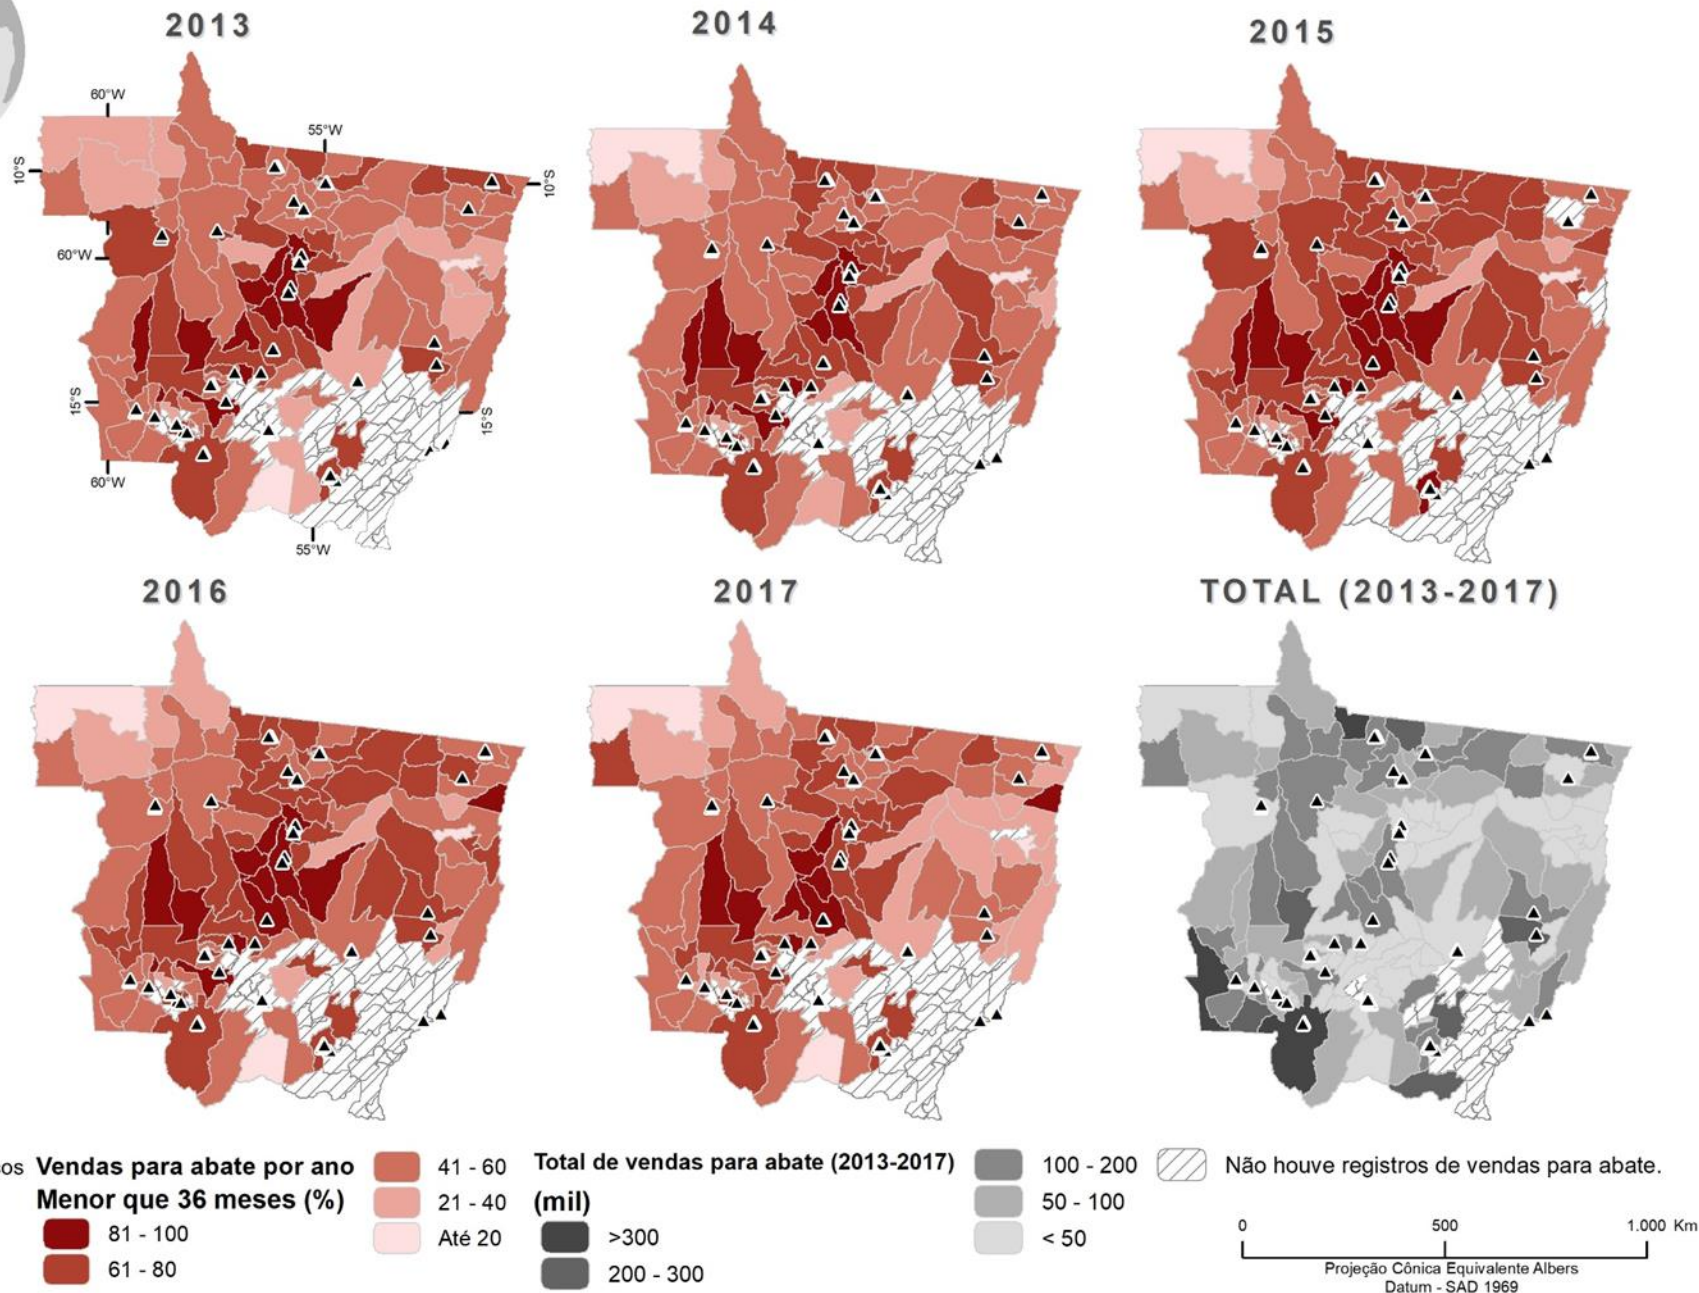 2013
2014
2015
60°W
55°W
10°S
10°S
60°W
15°S
15°S
60°W
55°W
2016
2017
TOTAL (2013-2017)
os
Vendas para abate por ano
Menor que 36 meses (%)
81 - 100
61 - 80
41 - 60
21 - 40
Até 20
Total de vendas para abate (2013-2017)
(mil)
>300
200 - 300
100 - 200
50 - 100
< 50
Não houve registros de vendas para abate.
0 500 1.000 Km
Projeção Cônica Equivalente Albers
Datum - SAD 1969